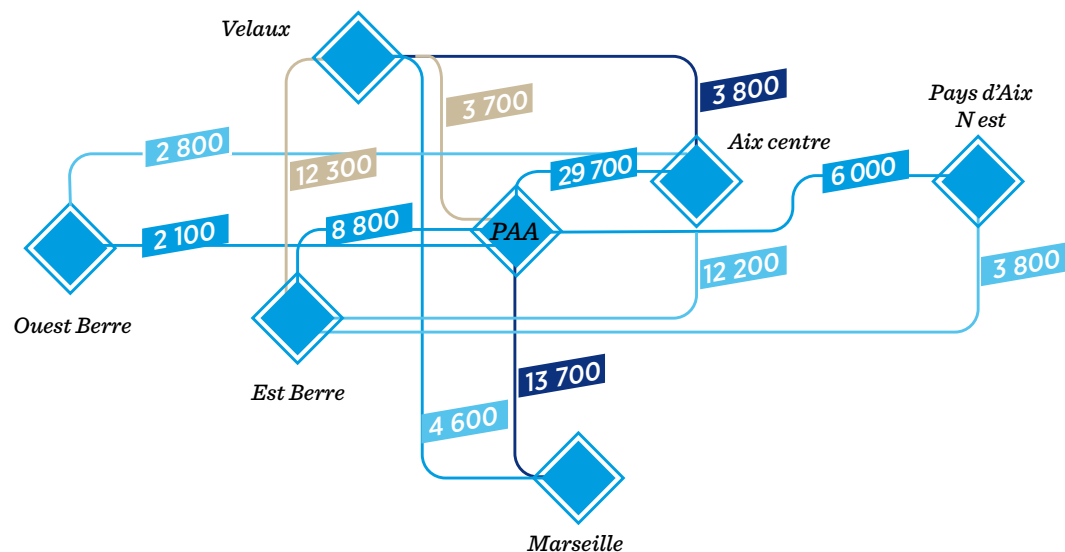 Velaux
3 800
3 700
Pays d'Aix
N est
Aix centre
2 800
12 300
29 700
6 000
8 800
PAA
2 100
12 200
3 800
Ouest Berre
Est Berre
13 700
4 600
Marseille